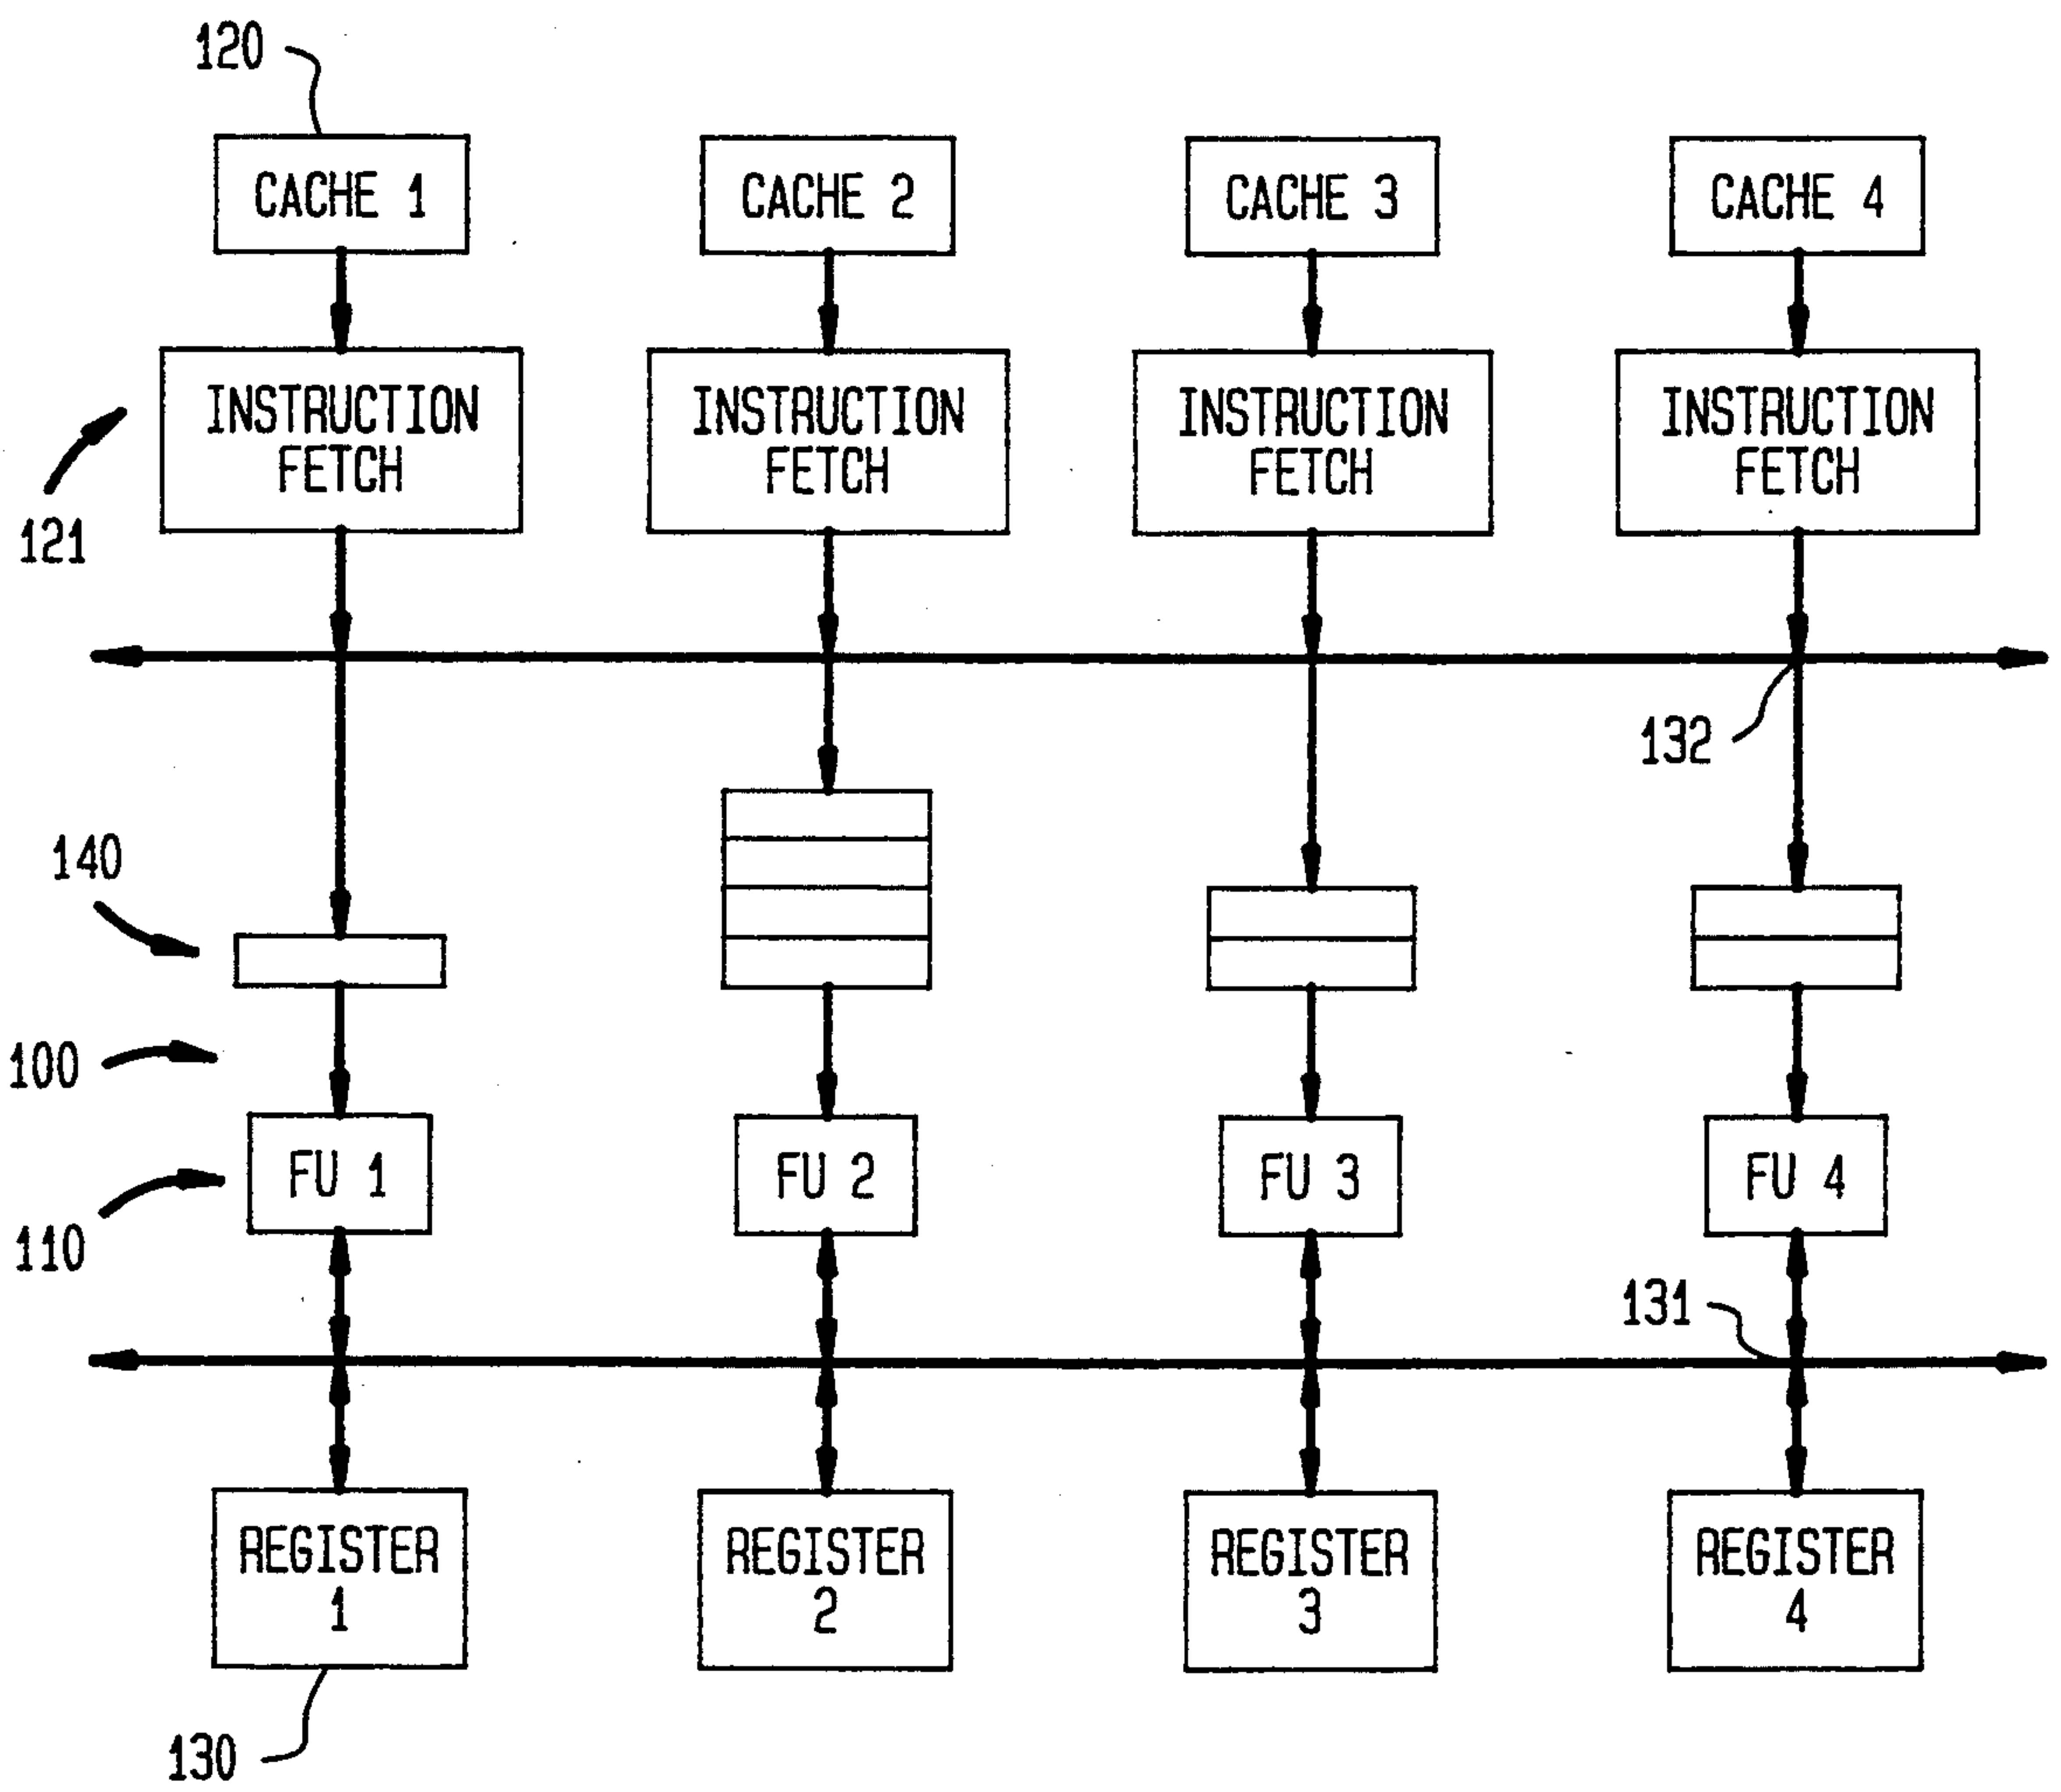 120
CACHE 1
CACHE 2
CACHE 3
CACHE 4
INSTRUCTION
FETCH
INSTRUCTION
FETCH
INSTRUCTION
FETCH
INSTRUCTION
FETCH
121
132
140
100
FU 1
FU 2
FU 3
FU 4
110
131
REGISTER
1
REGISTER
2
REGISTER
3
REGISTER
4
130